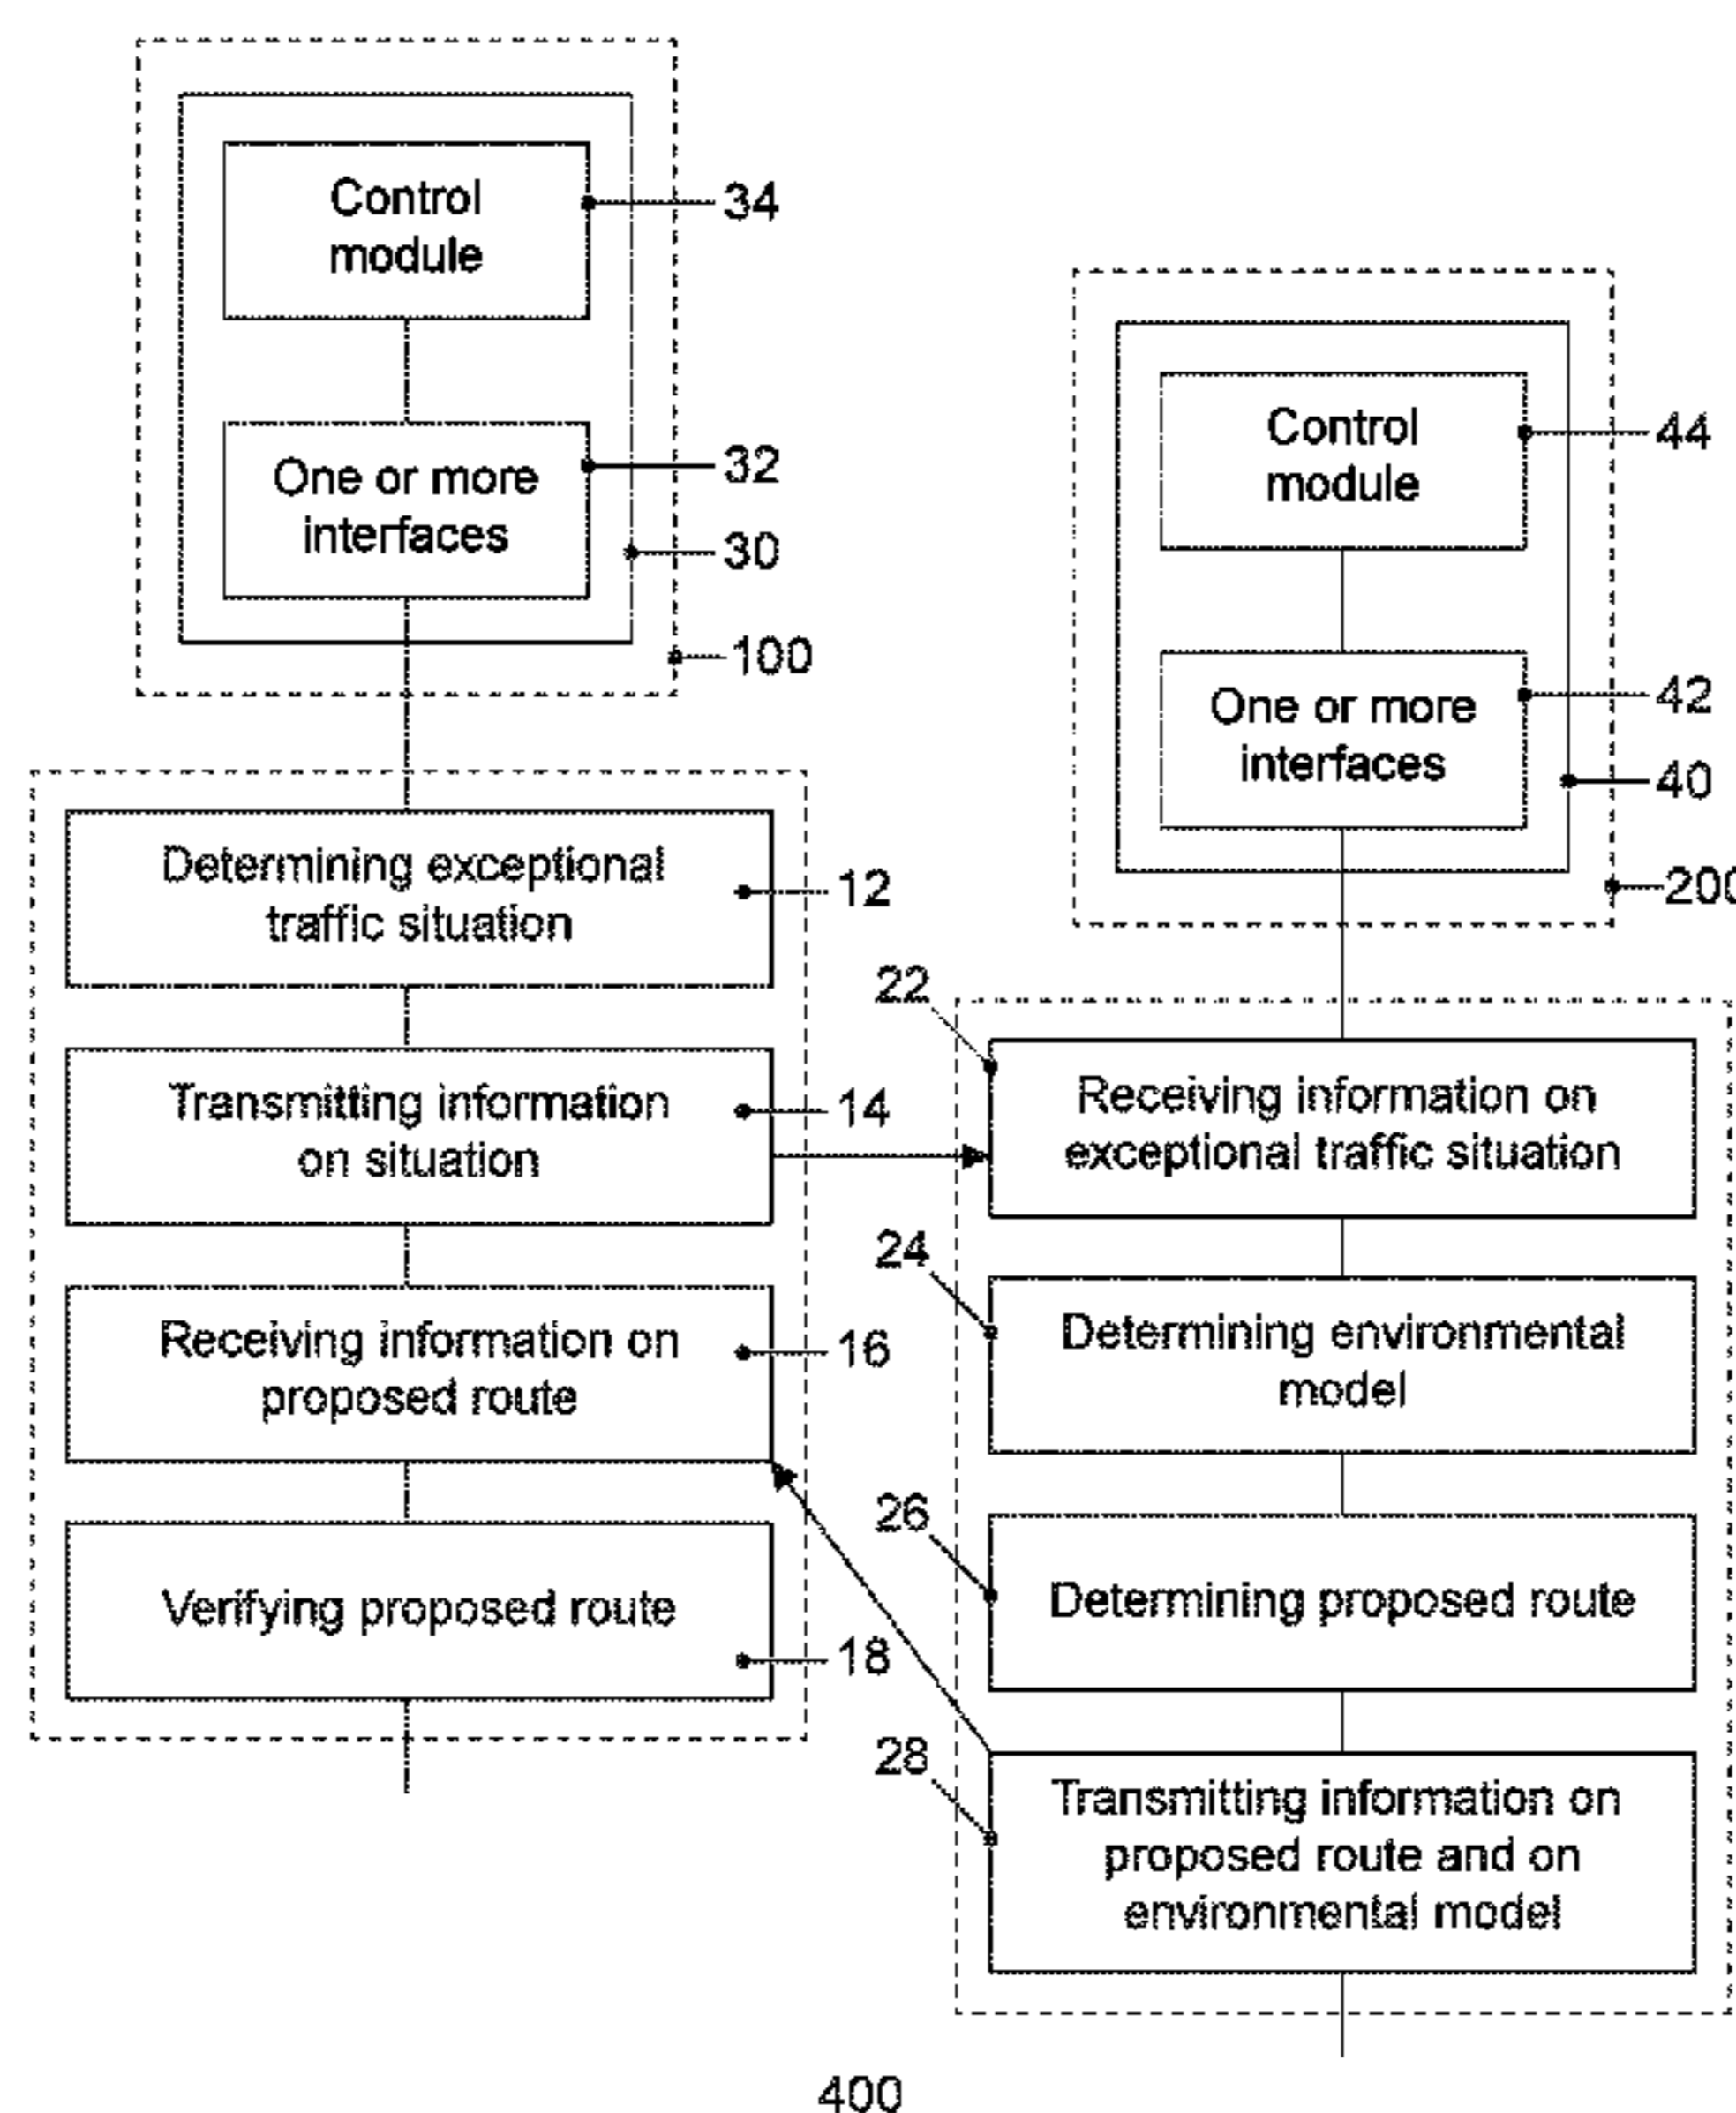 Control
module
34
One or more
interfaces
32
30
100
Control
module
44
One or more
interfaces
42
40
200
Determining exceptional
traffic situation
12
Transmitting information
on situation
14
Receiving information on
proposed route
16
Verifying proposed route
18
22
Receiving information on
exceptional traffic situation
24
Determining environmental
model
26
Determining proposed route
28
Transmitting information on
proposed route and on
environmental model
400